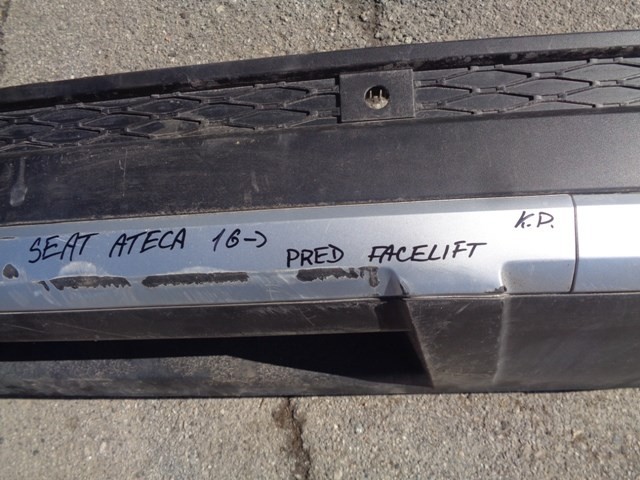 SEAT ATECA 16-> PRED FACELIFT K.D.